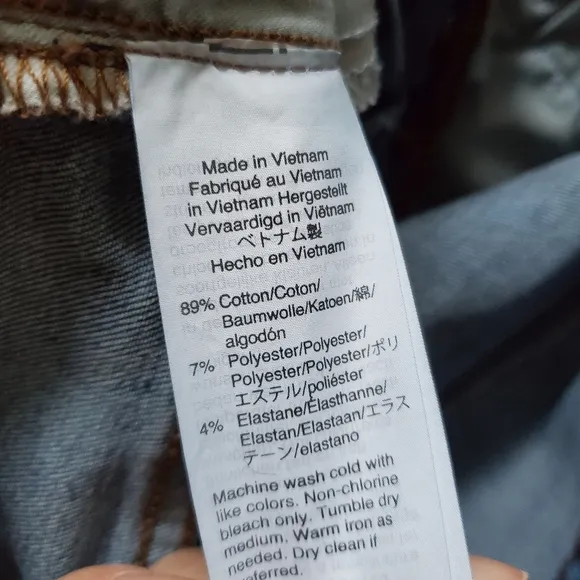 Made in Vietnam
Fabriqué au Vietnam
in Vietnam Hergestellt
Vervaardigd in Viëtnam
ベトナム製
Hecho en Vietnam
89% Cotton/Coton/
Baumwolle/Katoen/綿/
algodón
7% Polyester/Polyester/
Polyester/Polyester/ポリ
エステル/poliéster
4% Elastane/Élasthanne/
Elastan/Elastaan/エラス
テーン/elastano
Machine wash cold with
like colors. Non-chlorine
bleach only. Tumble dry
medium. Warm iron as
needed. Dry clean if